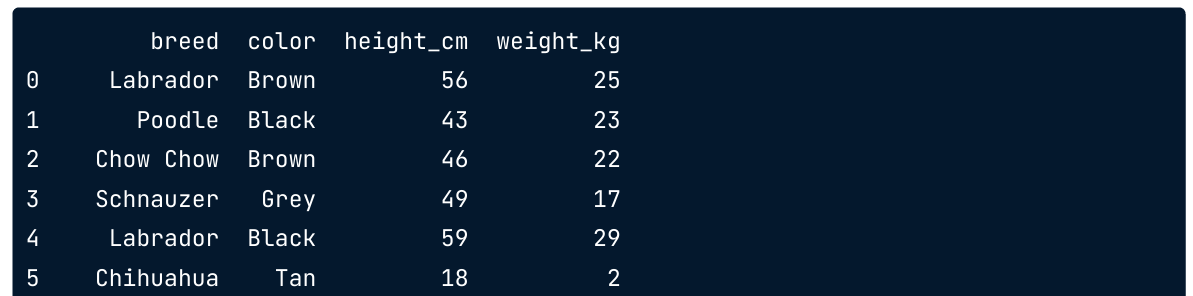 breed color height_cm weight_kg
0 Labrador Brown 56 25
1 Poodle Black 43 23
2 Chow Chow Brown 46 22
3 Schnauzer Grey 49 17
4 Labrador Black 59 29
5 Chihuahua Tan 18 2